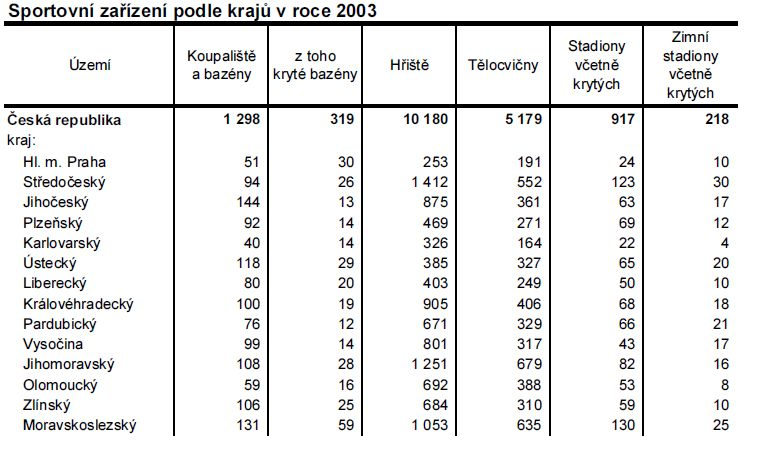 Sportovní zařízení podle krajů v roce 2003
Území Koupaliště a bazény z toho kryté bazény Hřiště Tělocvičny Stadiony včetně krytých Zimní stadiony včetně krytých
Česká republika 1 298 319 10 180 5 179 917 218
kraj:
Hl. m. Praha 51 30 253 191 24 10
Středočeský 94 26 1 412 552 123 30
Jihočeský 144 13 875 361 63 17
Plzeňský 92 14 469 271 69 12
Karlovarský 40 14 326 164 22 4
Ústecký 118 29 385 327 65 20
Liberecký 80 20 403 249 50 10
Královéhradecký 100 19 905 406 68 18
Pardubický 76 12 671 329 66 21
Vysočina 99 14 801 317 43 17
Jihomoravský 108 28 1 251 679 82 16
Olomoucký 59 16 692 388 53 8
Zlínský 106 25 684 310 59 10
Moravskoslezský 131 59 1 053 635 130 25